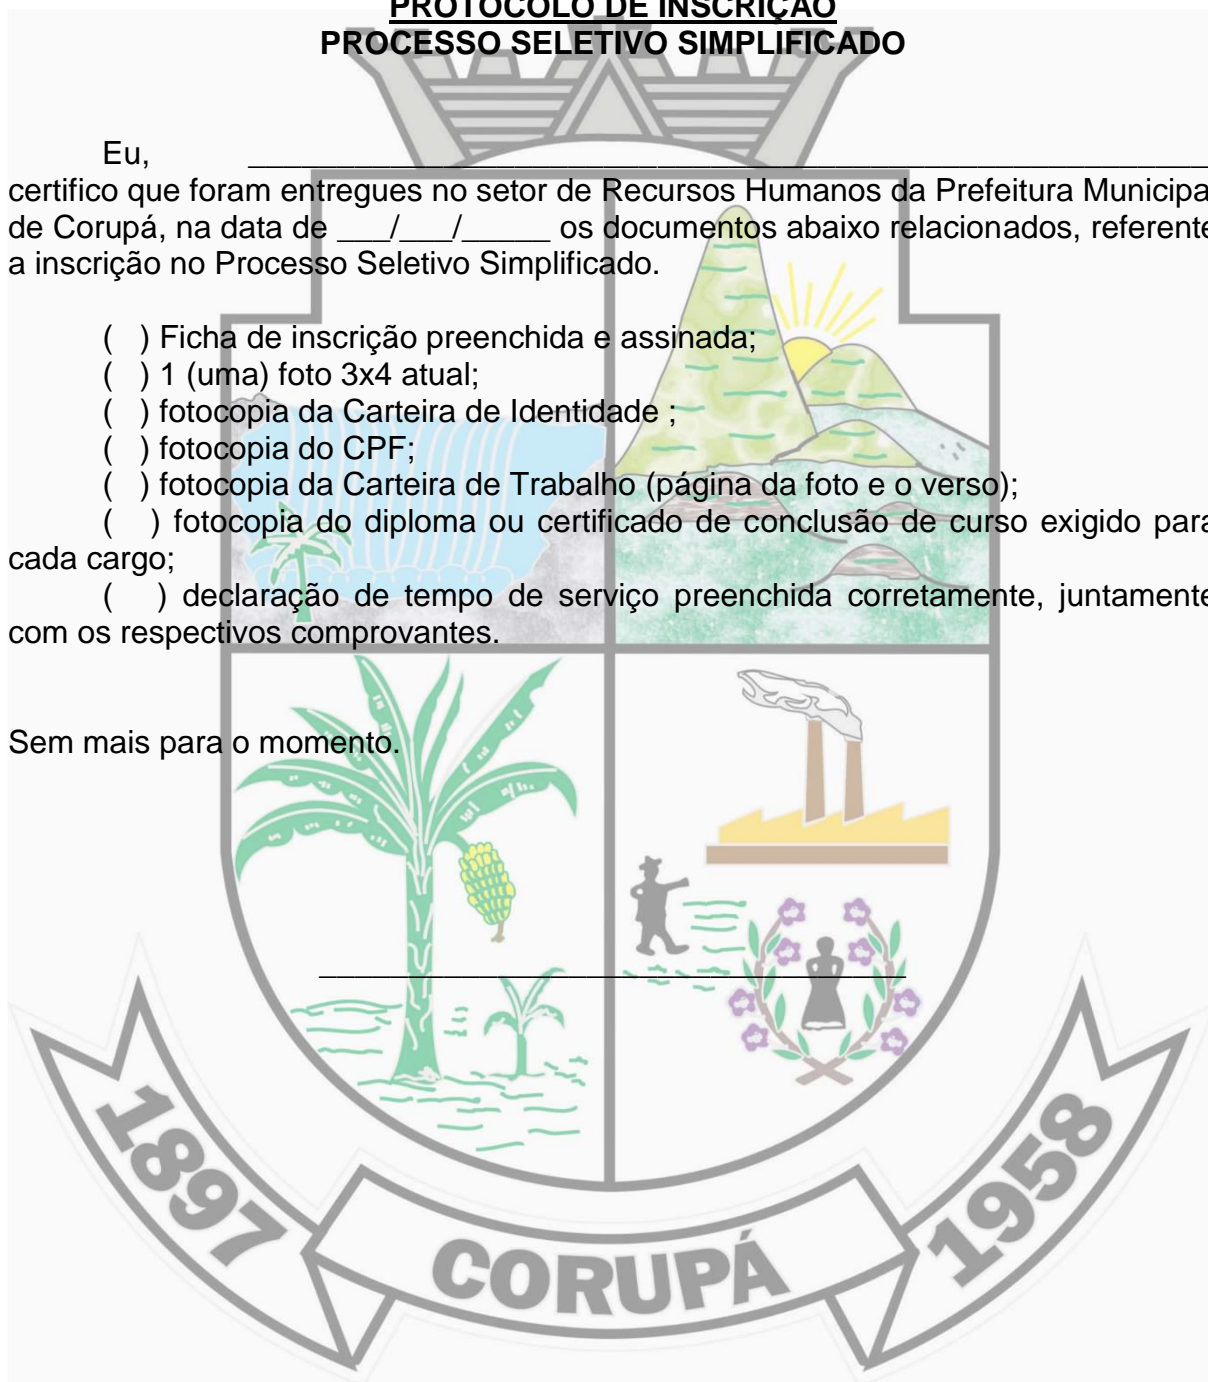 PROTOCOLO DE INSCRIÇÃO
PROCESSO SELETIVO SIMPLIFICADO
Eu, ______________________________________________________
certifico que foram entregues no setor de Recursos Humanos da Prefeitura Municipal
de Corupá, na data de ___/___/_____ os documentos abaixo relacionados, referente
a inscrição no Processo Seletivo Simplificado.
( ) Ficha de inscrição preenchida e assinada;
( ) 1 (uma) foto 3x4 atual;
( ) fotocopia da Carteira de Identidade ;
( ) fotocopia do CPF;
( ) fotocopia da Carteira de Trabalho (página da foto e o verso);
( ) fotocopia do diploma ou certificado de conclusão de curso exigido para
cada cargo;
( ) declaração de tempo de serviço preenchida corretamente, juntamente
com os respectivos comprovantes.
Sem mais para o momento.
_________________________________
1897
CORUPÁ
1958